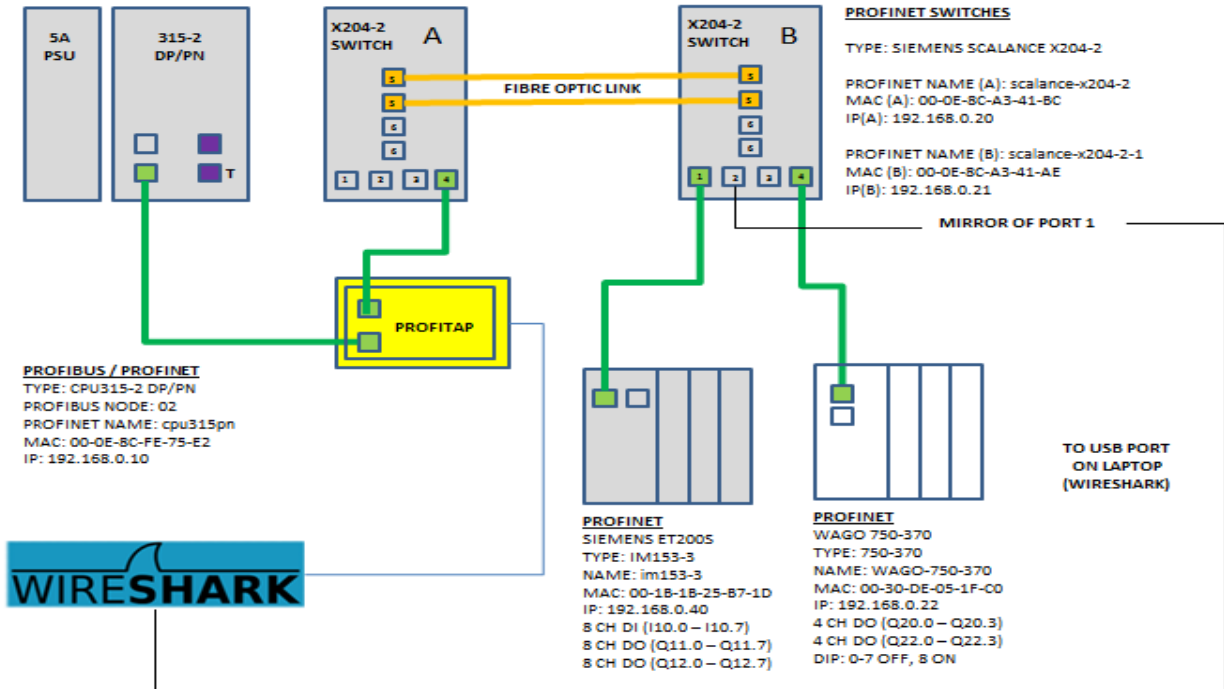 5A
PSU
315-2
DP/PN
T
X204-2
SWITCH
A
5
5
6
6
1 2 3 4
FIBRE OPTIC LINK
X204-2
SWITCH
B
5
5
6
6
1 2 3 4
PROFINET SWITCHES
TYPE: SIEMENS SCALANCE X204-2
PROFINET NAME (A): scalance-x204-2
MAC (A): 00-0E-8C-A3-41-BC
IP(A): 192.168.0.20
PROFINET NAME (B): scalance-x204-2-1
MAC (B): 00-0E-8C-A3-41-AE
IP(B): 192.168.0.21
MIRROR OF PORT 1
PROFITAP
PROFIBUS / PROFINET
TYPE: CPU315-2 DP/PN
PROFIBUS NODE: 02
PROFINET NAME: cpu315pn
MAC: 00-0E-8C-FE-75-E2
IP: 192.168.0.10
WIRESHARK
PROFINET
SIEMENS ET200S
TYPE: IM153-3
NAME: im153-3
MAC: 00-1B-1B-25-B7-1D
IP: 192.168.0.40
8 CH DI (I10.0 – I10.7)
8 CH DO (Q11.0 – Q11.7)
8 CH DO (Q12.0 – Q12.7)
PROFINET
WAGO 750-370
TYPE: 750-370
NAME: WAGO-750-370
MAC: 00-30-DE-05-1F-C0
IP: 192.168.0.22
4 CH DO (Q20.0 – Q20.3)
4 CH DO (Q22.0 – Q22.3)
DIP: 0-7 OFF, 8 ON
TO USB PORT
ON LAPTOP
(WIRESHARK)